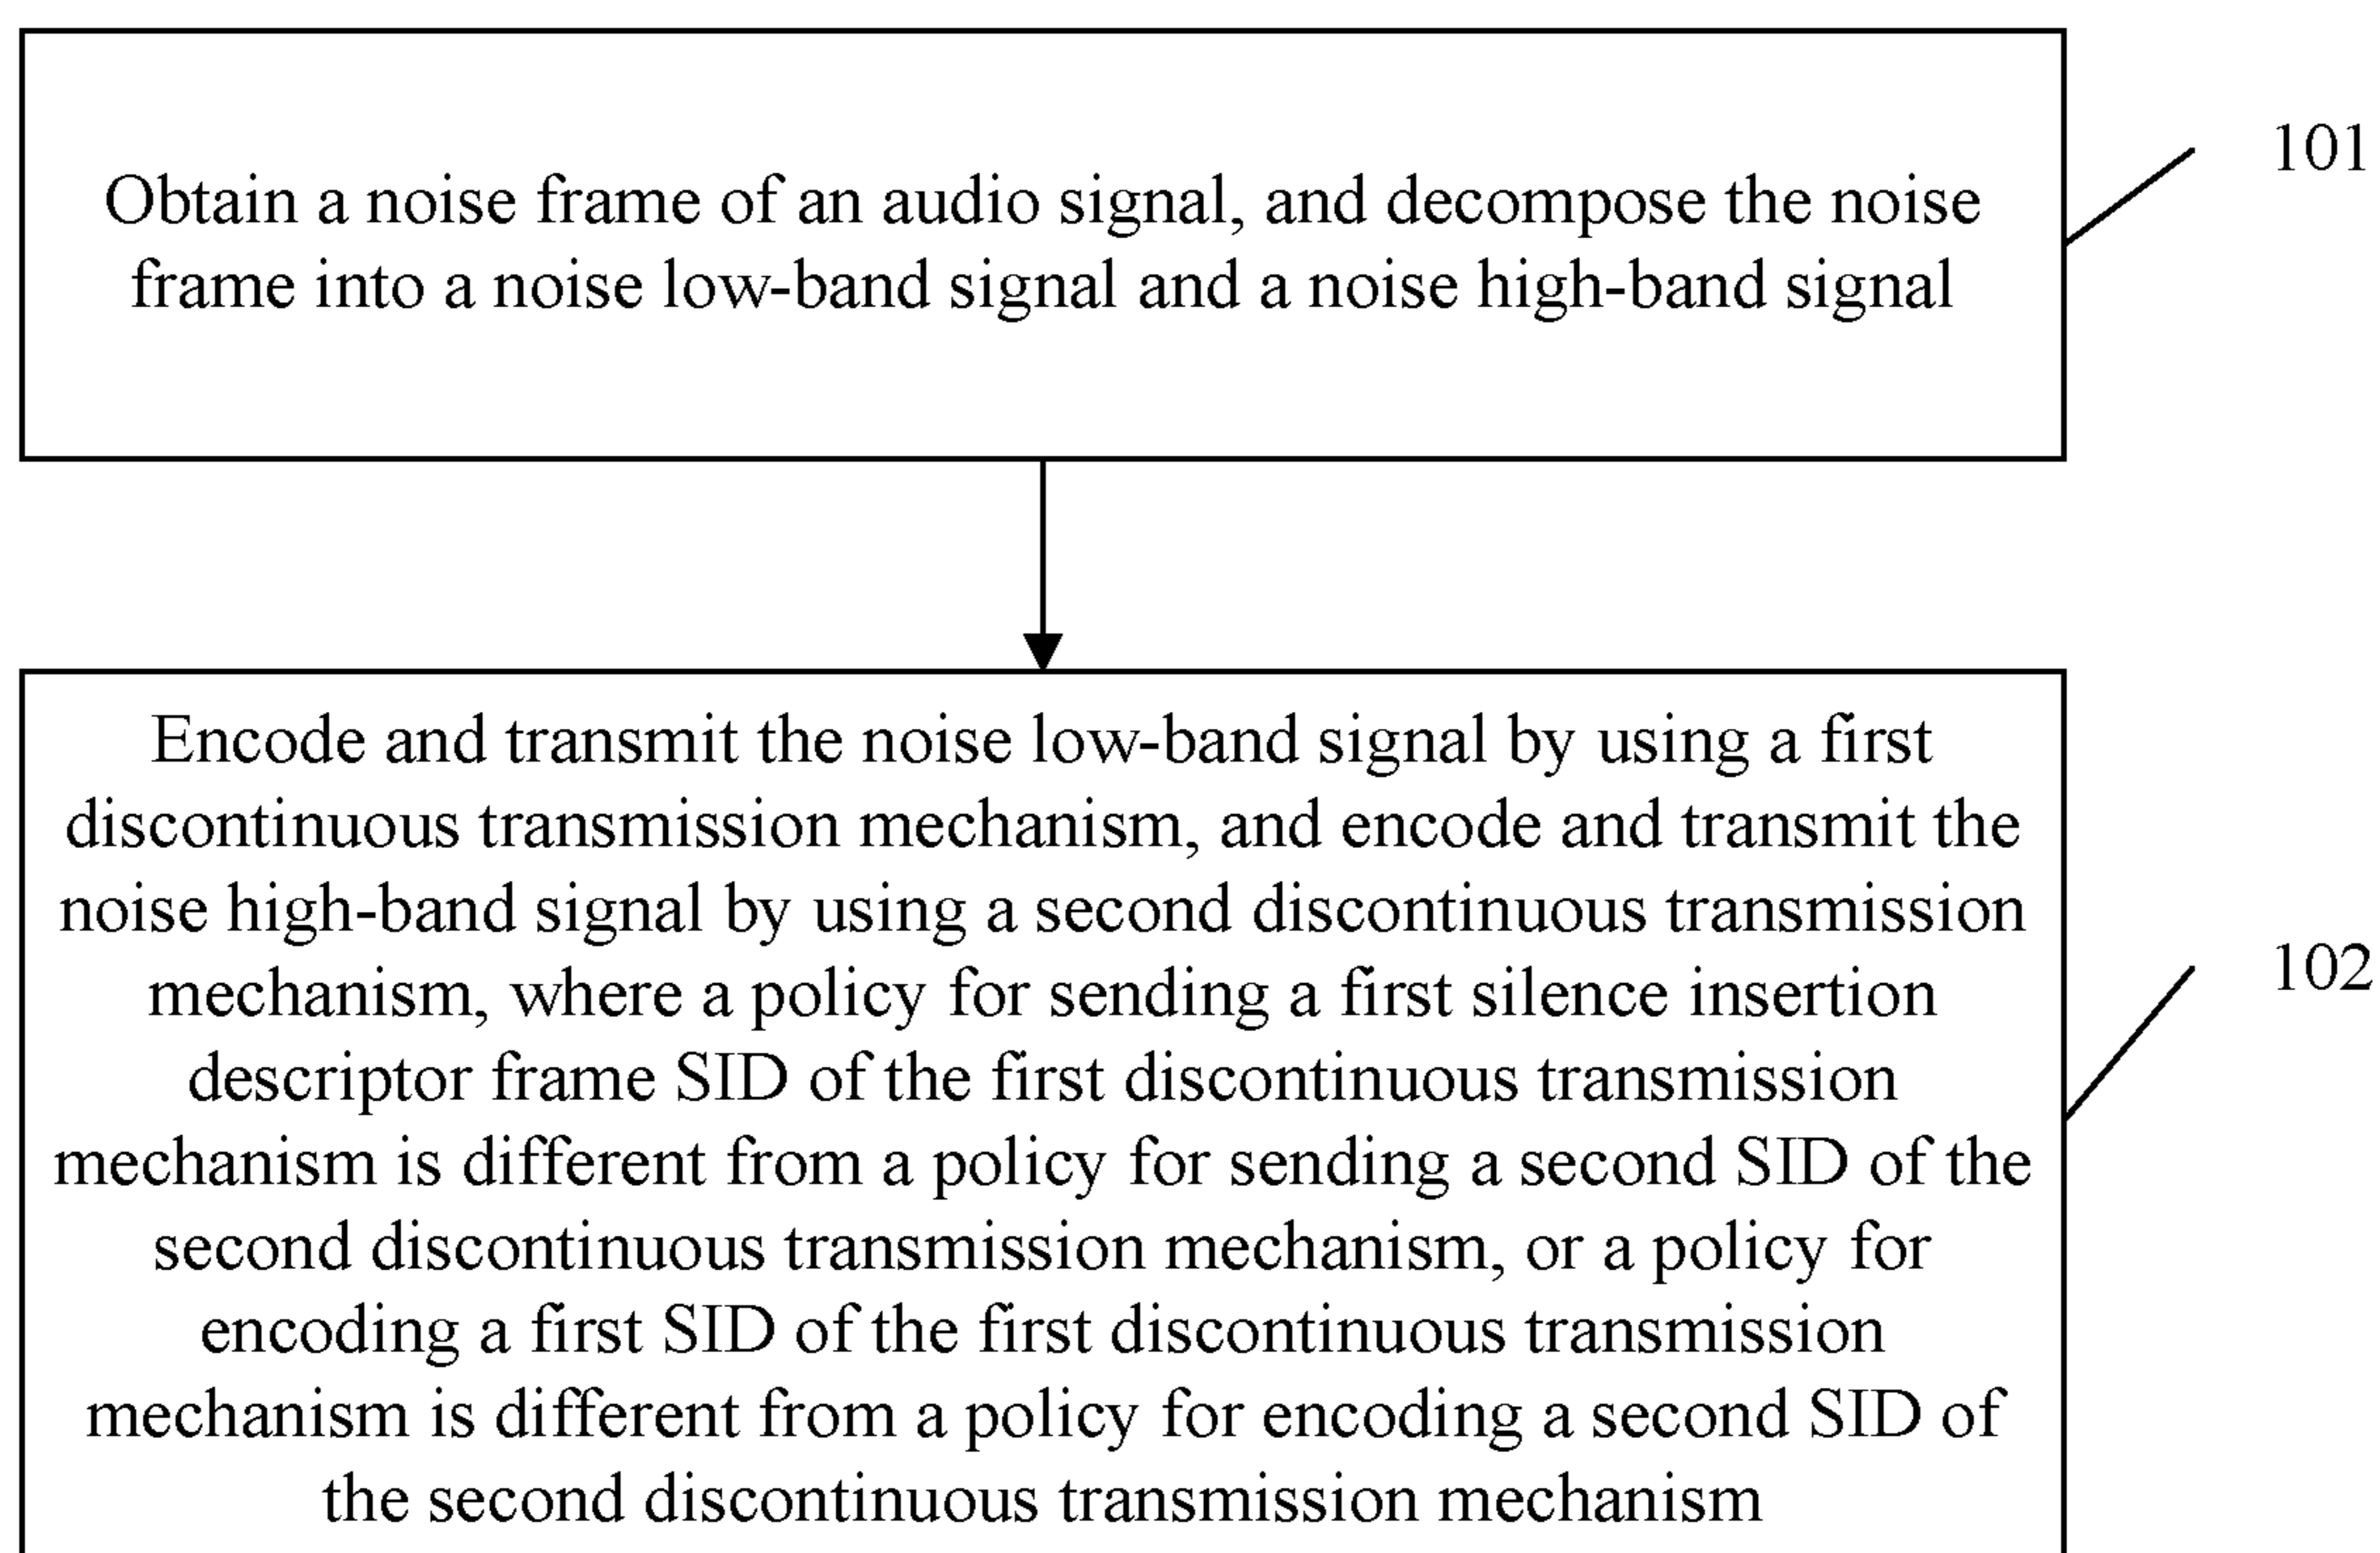 Obtain a noise frame of an audio signal, and decompose the noise
frame into a noise low-band signal and a noise high-band signal
101
Encode and transmit the noise low-band signal by using a first
discontinuous transmission mechanism, and encode and transmit the
noise high-band signal by using a second discontinuous transmission
mechanism, where a policy for sending a first silence insertion
descriptor frame SID of the first discontinuous transmission
mechanism is different from a policy for sending a second SID of the
second discontinuous transmission mechanism, or a policy for
encoding a first SID of the first discontinuous transmission
mechanism is different from a policy for encoding a second SID of
the second discontinuous transmission mechanism
102